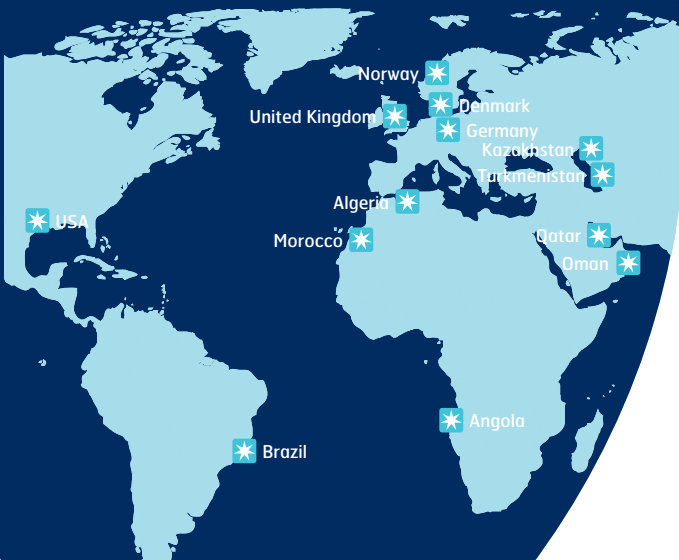 Norway
Denmark
United Kingdom
Germany
Kazakhstan
Turkmenistan
Algeria
USA
Morocco
Qatar
Oman
Angola
Brazil